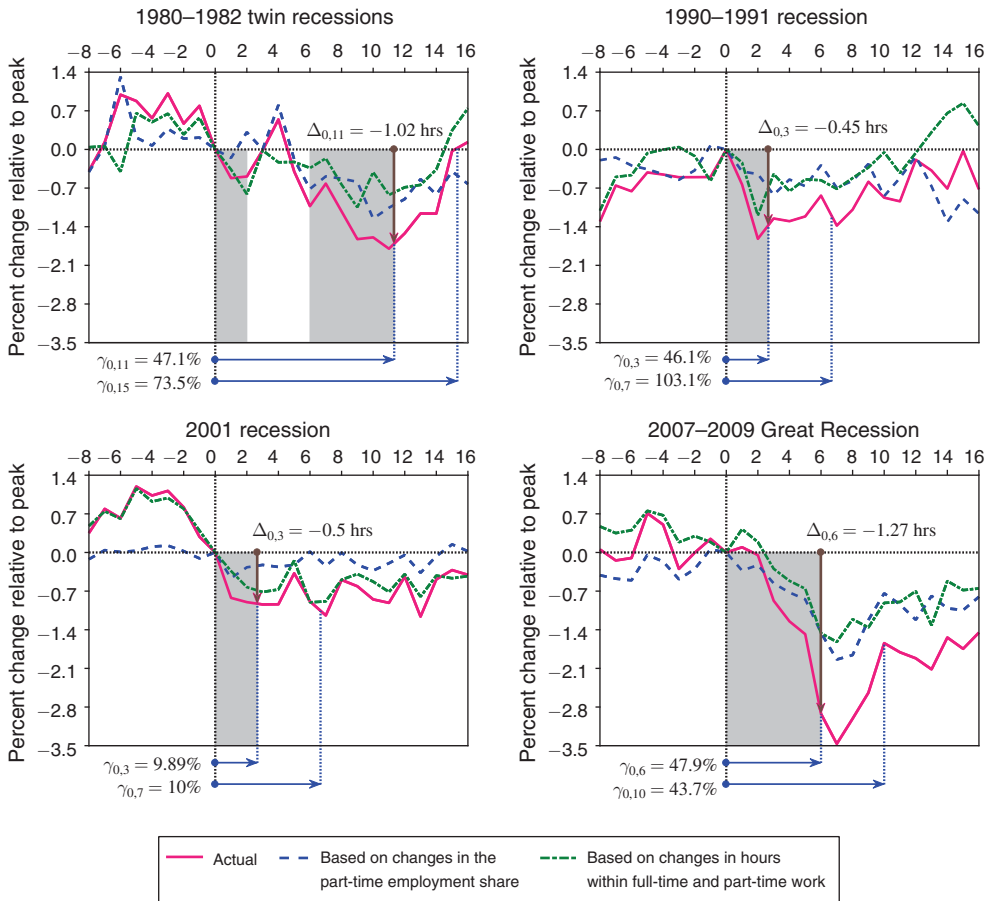 1980–1982 twin recessions
−8 −6 −4 −2 0 2 4 6 8 10 12 14 16
Percent change relative to peak
1.4
0.7
0.0
−0.7
−1.4
−2.1
−2.8
−3.5
Δ0,11 = −1.02 hrs
γ0,11 = 47.1%
γ0,15 = 73.5%
1990–1991 recession
−8 −6 −4 −2 0 2 4 6 8 10 12 14 16
Percent change relative to peak
1.4
0.7
0.0
−0.7
−1.4
−2.1
−2.8
−3.5
Δ0,3 = −0.45 hrs
γ0,3 = 46.1%
γ0,7 = 103.1%
2001 recession
−8 −6 −4 −2 0 2 4 6 8 10 12 14 16
Percent change relative to peak
1.4
0.7
0.0
−0.7
−1.4
−2.1
−2.8
−3.5
Δ0,3 = −0.5 hrs
γ0,3 = 9.89%
γ0,7 = 10%
2007–2009 Great Recession
−8 −6 −4 −2 0 2 4 6 8 10 12 14 16
Percent change relative to peak
1.4
0.7
0.0
−0.7
−1.4
−2.1
−2.8
−3.5
Δ0,6 = −1.27 hrs
γ0,6 = 47.9%
γ0,10 = 43.7%
Actual
Based on changes in the
part-time employment share
Based on changes in hours
within full-time and part-time work